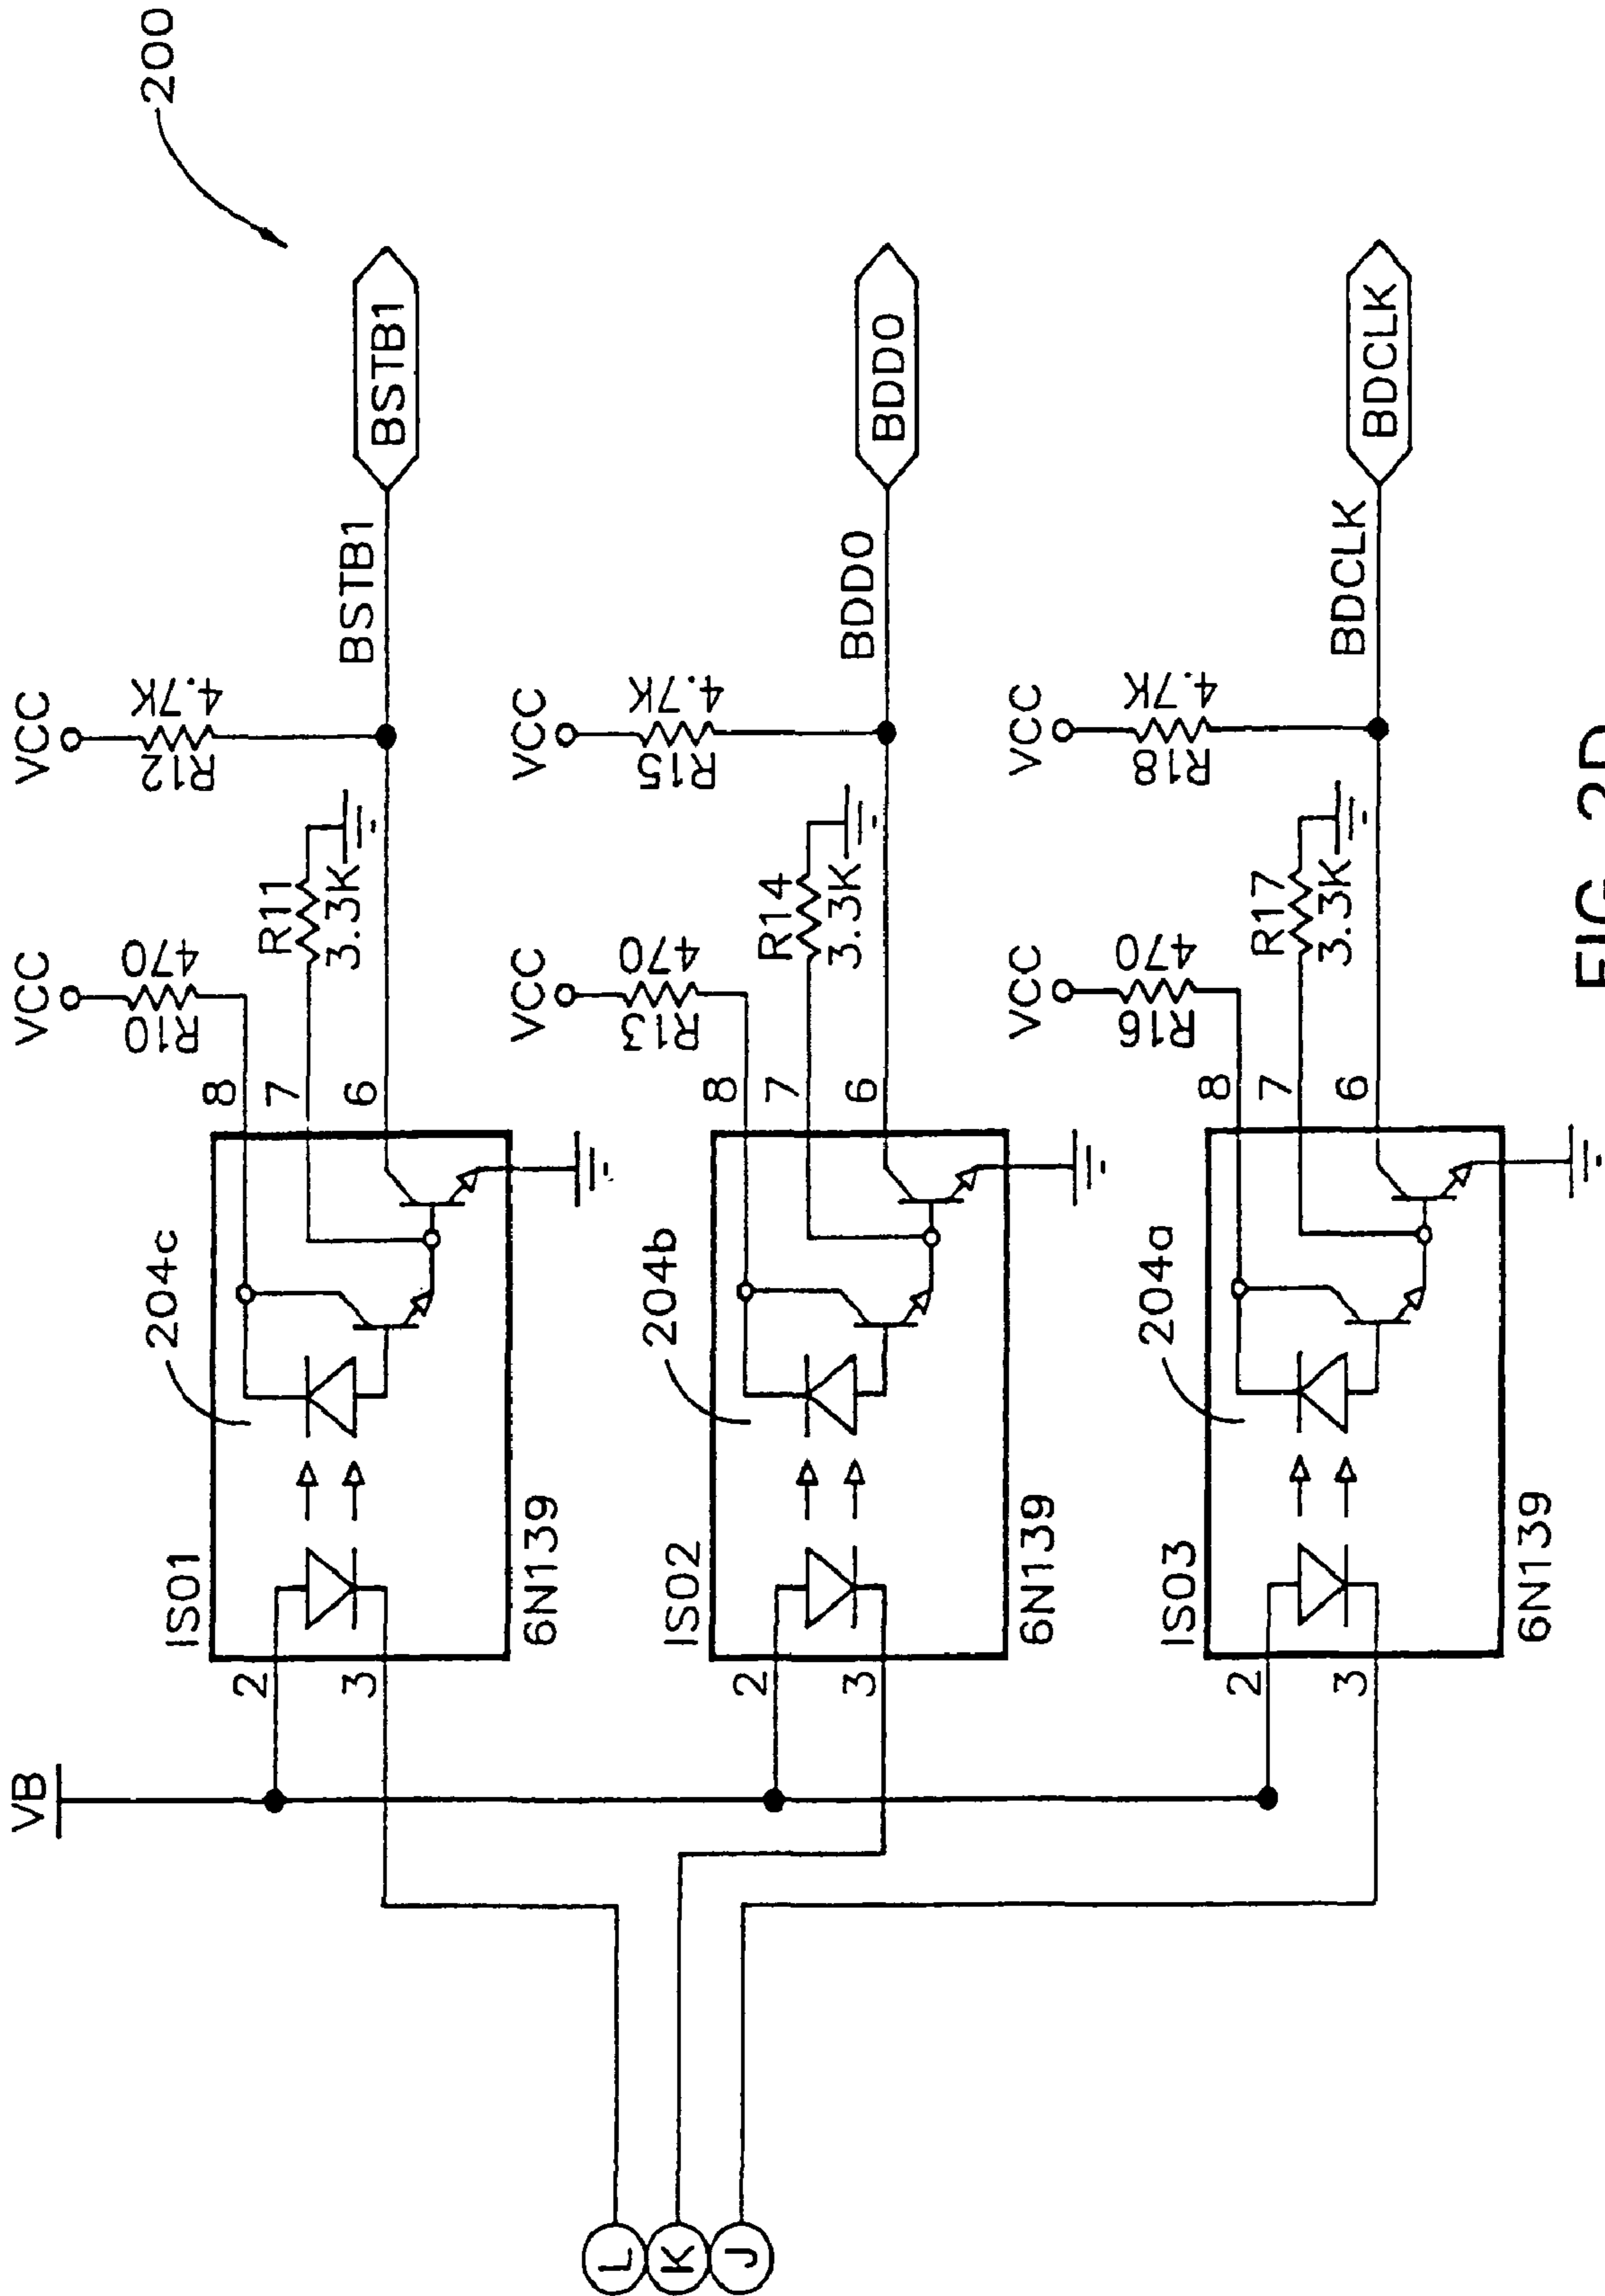 200
VB
L
K
J
ISO1
204c
2
3
6N139
8
7
6
VCC
R10
470
R11
3.3K
VCC
R12
4.7K
BSTB1
BSTB1
ISO2
204b
2
3
6N139
8
7
6
VCC
R13
470
R14
3.3K
VCC
R15
4.7K
BDD0
BDD0
ISO3
204a
2
3
6N139
8
7
6
VCC
R16
470
R17
3.3K
VCC
R18
4.7K
BDCLK
BDCLK